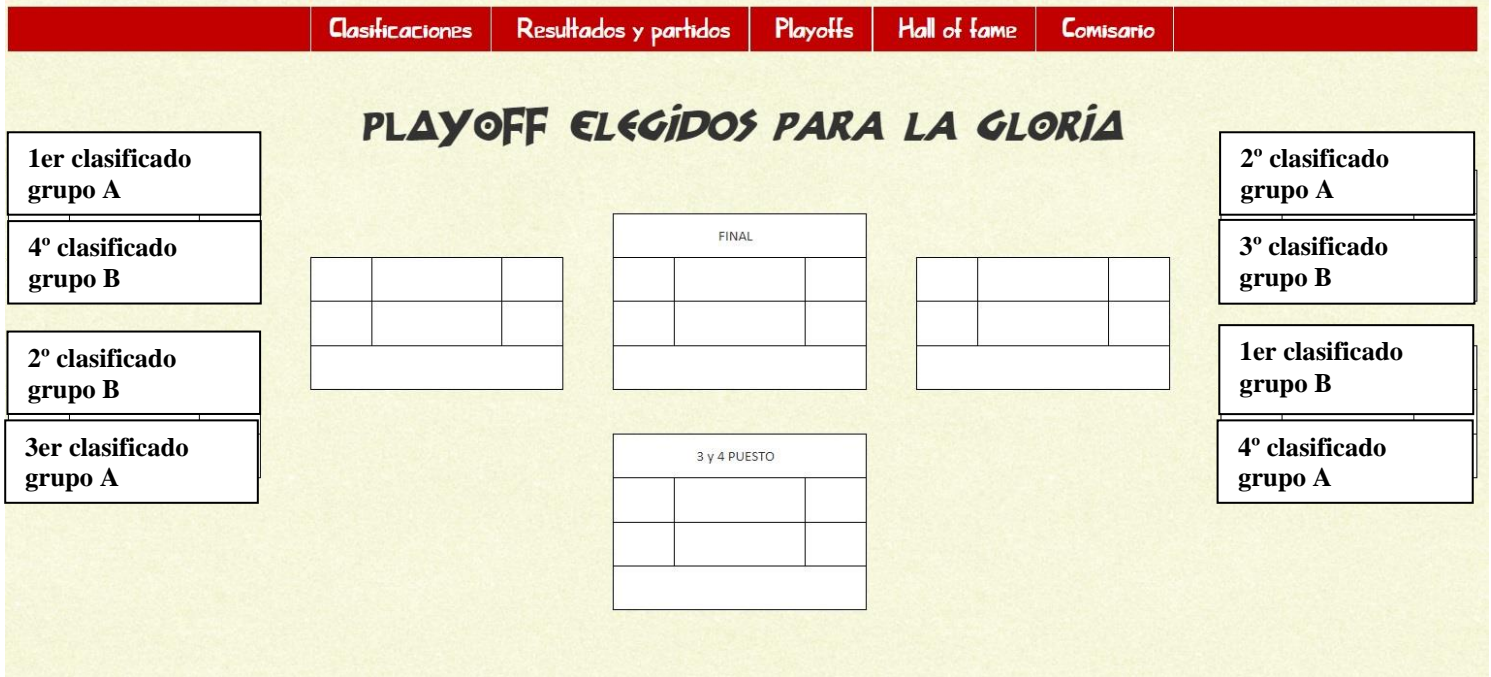 Clasificaciones Resultados y partidos Playoffs Hall of fame Comisario
PLAYOFF ELEGIDOS PARA LA GLORIA
1er clasificado
grupo A
4º clasificado
grupo B
2º clasificado
grupo B
3er clasificado
grupo A
FINAL
3 y 4 PUESTO
2º clasificado
grupo A
3º clasificado
grupo B
1er clasificado
grupo B
4º clasificado
grupo A